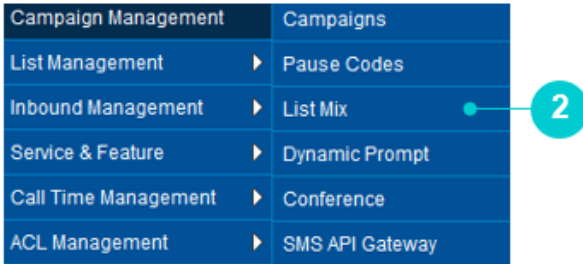 Campaign Management
List Management
Inbound Management
Service & Feature
Call Time Management
ACL Management
Campaigns
Pause Codes
List Mix
Dynamic Prompt
Conference
SMS API Gateway
2